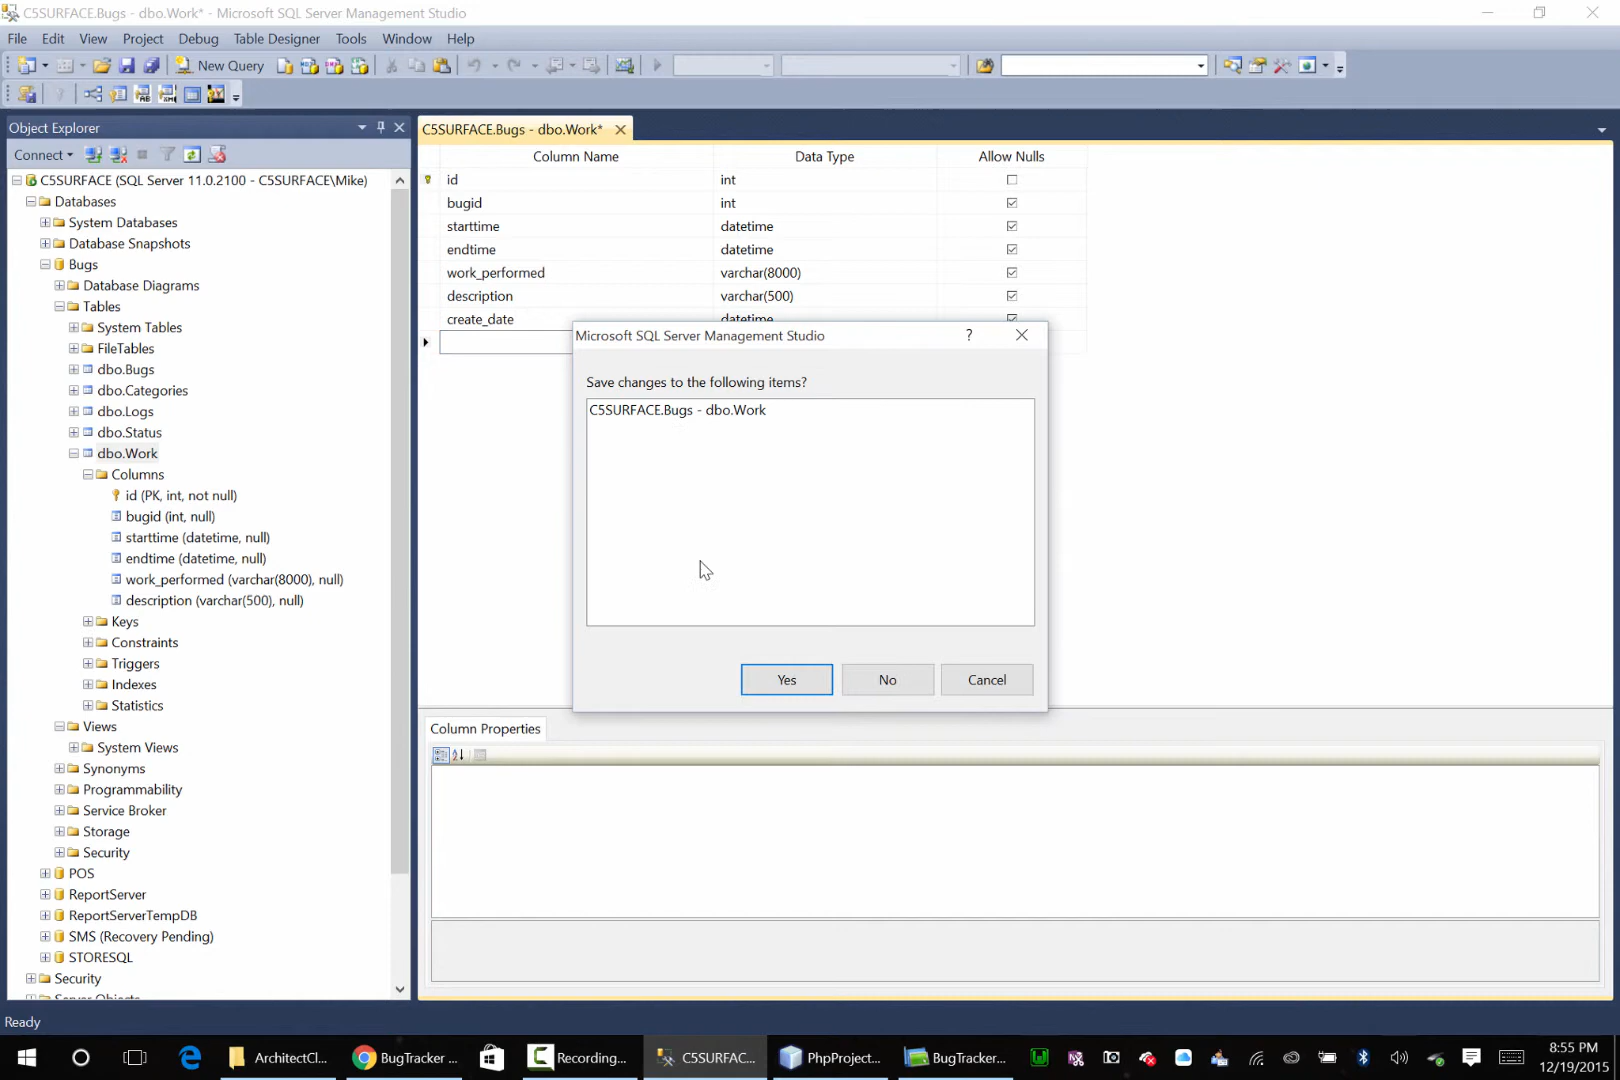 C5SURFACE.Bugs - dbo.Work* - Microsoft SQL Server Management Studio
File Edit View Project Debug Table Designer Tools Window Help
New Query
Object Explorer
Connect
C5SURFACE (SQL Server 11.0.2100 - C5SURFACE\Mike)
Databases
System Databases
Database Snapshots
Bugs
Database Diagrams
Tables
System Tables
FileTables
dbo.Bugs
dbo.Categories
dbo.Logs
dbo.Status
dbo.Work
Columns
id (PK, int, not null)
bugid (int, null)
starttime (datetime, null)
endtime (datetime, null)
work_performed (varchar(8000), null)
description (varchar(500), null)
Keys
Constraints
Triggers
Indexes
Statistics
Views
System Views
Synonyms
Programmability
Service Broker
Storage
Security
POS
ReportServer
ReportServerTempDB
SMS (Recovery Pending)
STORESQL
Security
Server Objects
C5SURFACE.Bugs - dbo.Work*
Column Name Data Type Allow Nulls
id int
bugid int
starttime datetime
endtime datetime
work_performed varchar(8000)
description varchar(500)
create_date datetime
Microsoft SQL Server Management Studio
Save changes to the following items?
C5SURFACE.Bugs - dbo.Work
Yes No Cancel
Column Properties
Ready
ArchitectCl...
BugTracker ...
Recording...
C5SURFAC...
PhpProject...
BugTracker...
8:55 PM
12/19/2015